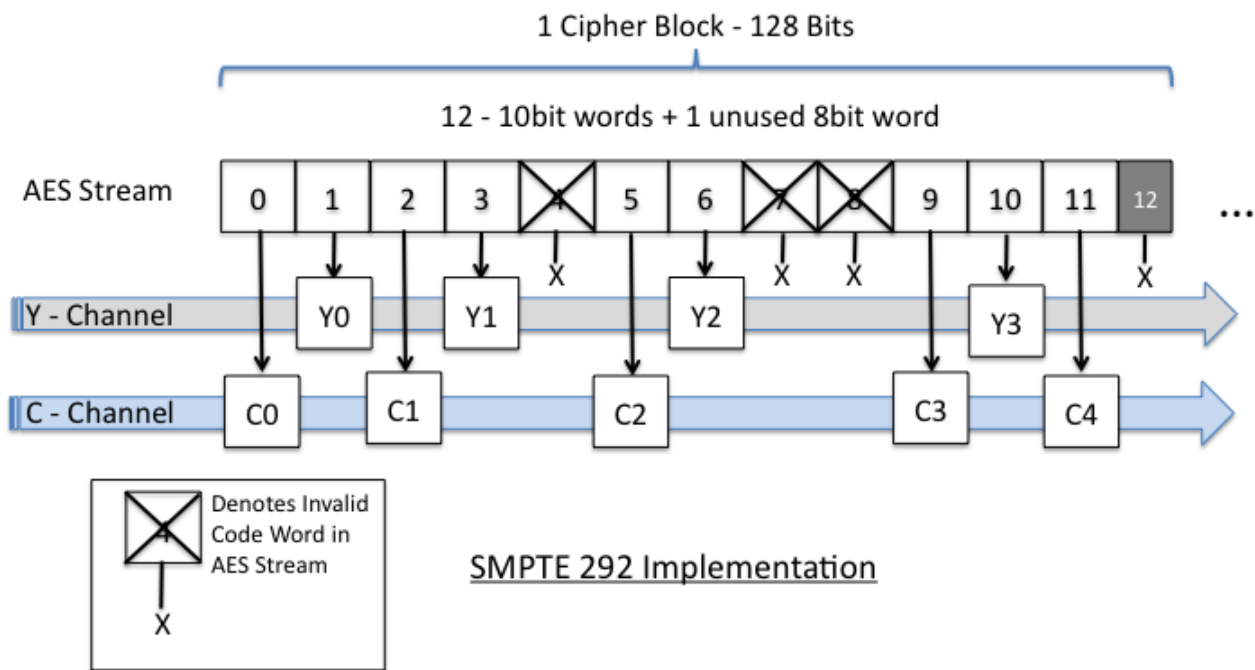 1 Cipher Block - 128 Bits
12 - 10bit words + 1 unused 8bit word
AES Stream
0 1 2 3 4 5 6 7 8 9 10 11 12 ...
X X X X
Y - Channel
Y0 Y1 Y2 Y3
C - Channel
C0 C1 C2 C3 C4
4
Denotes Invalid
Code Word in
AES Stream
X
SMPTE 292 Implementation